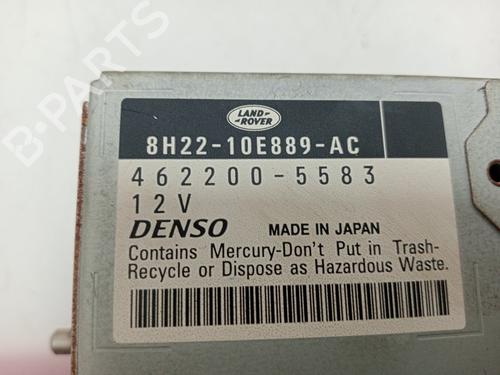 B-PARTS
LAND-
ROVER
8H22-10E889-AC
462200-5583
12V
DENSO MADE IN JAPAN
Contains Mercury-Don't Put in Trash-
Recycle or Dispose as Hazardous Waste.